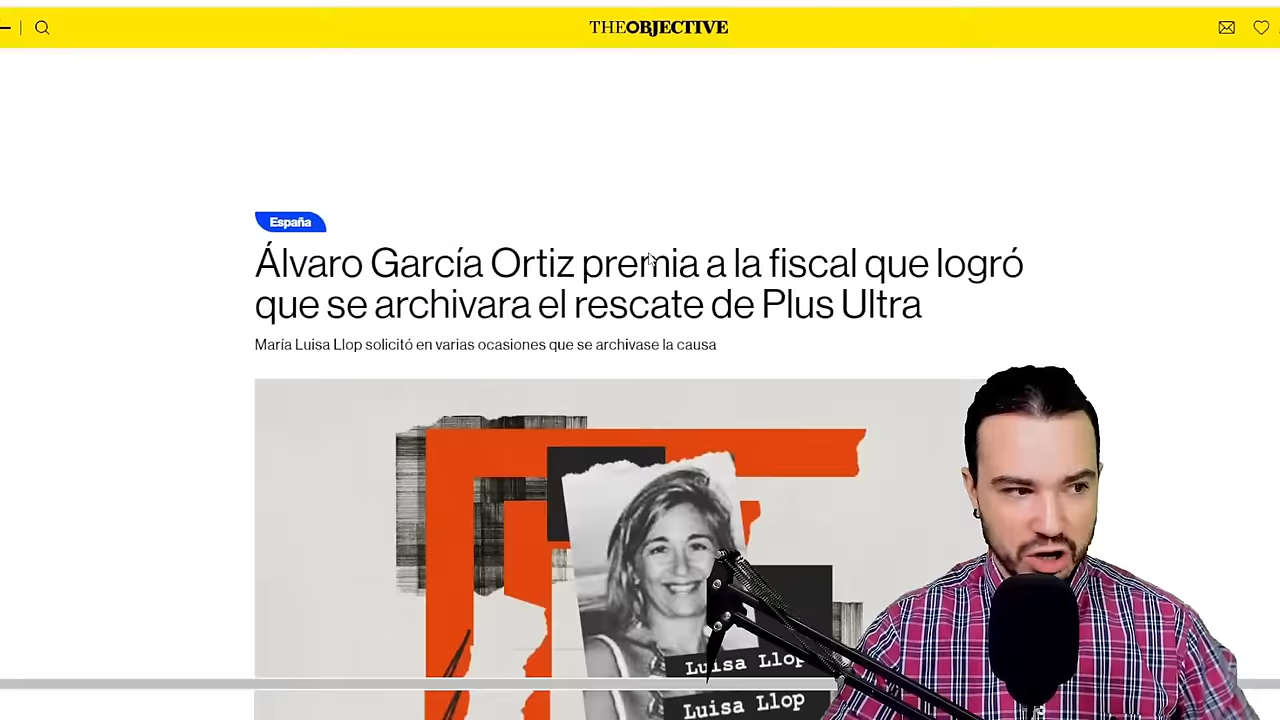 THEOBJECTIVE
España
Álvaro García Ortiz premia a la fiscal que logró
que se archivara el rescate de Plus Ultra
María Luisa Llop solicitó en varias ocasiones que se archivase la causa
Luisa Llop
Luisa Llop